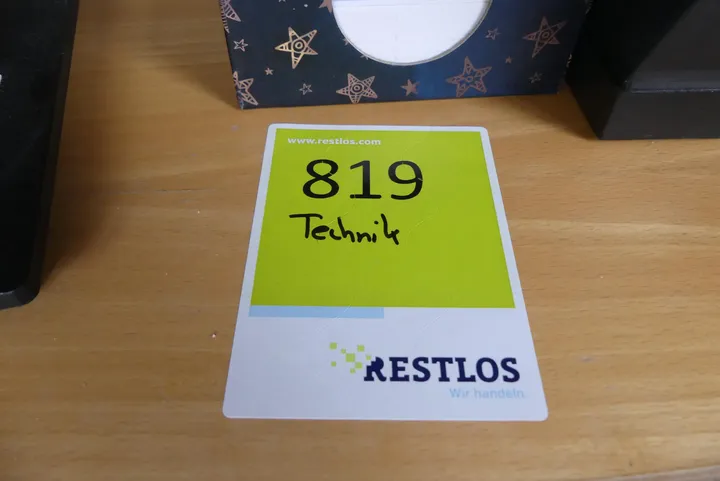 www.restlos.com
819
Technik
RESTLOS
Wir handeln